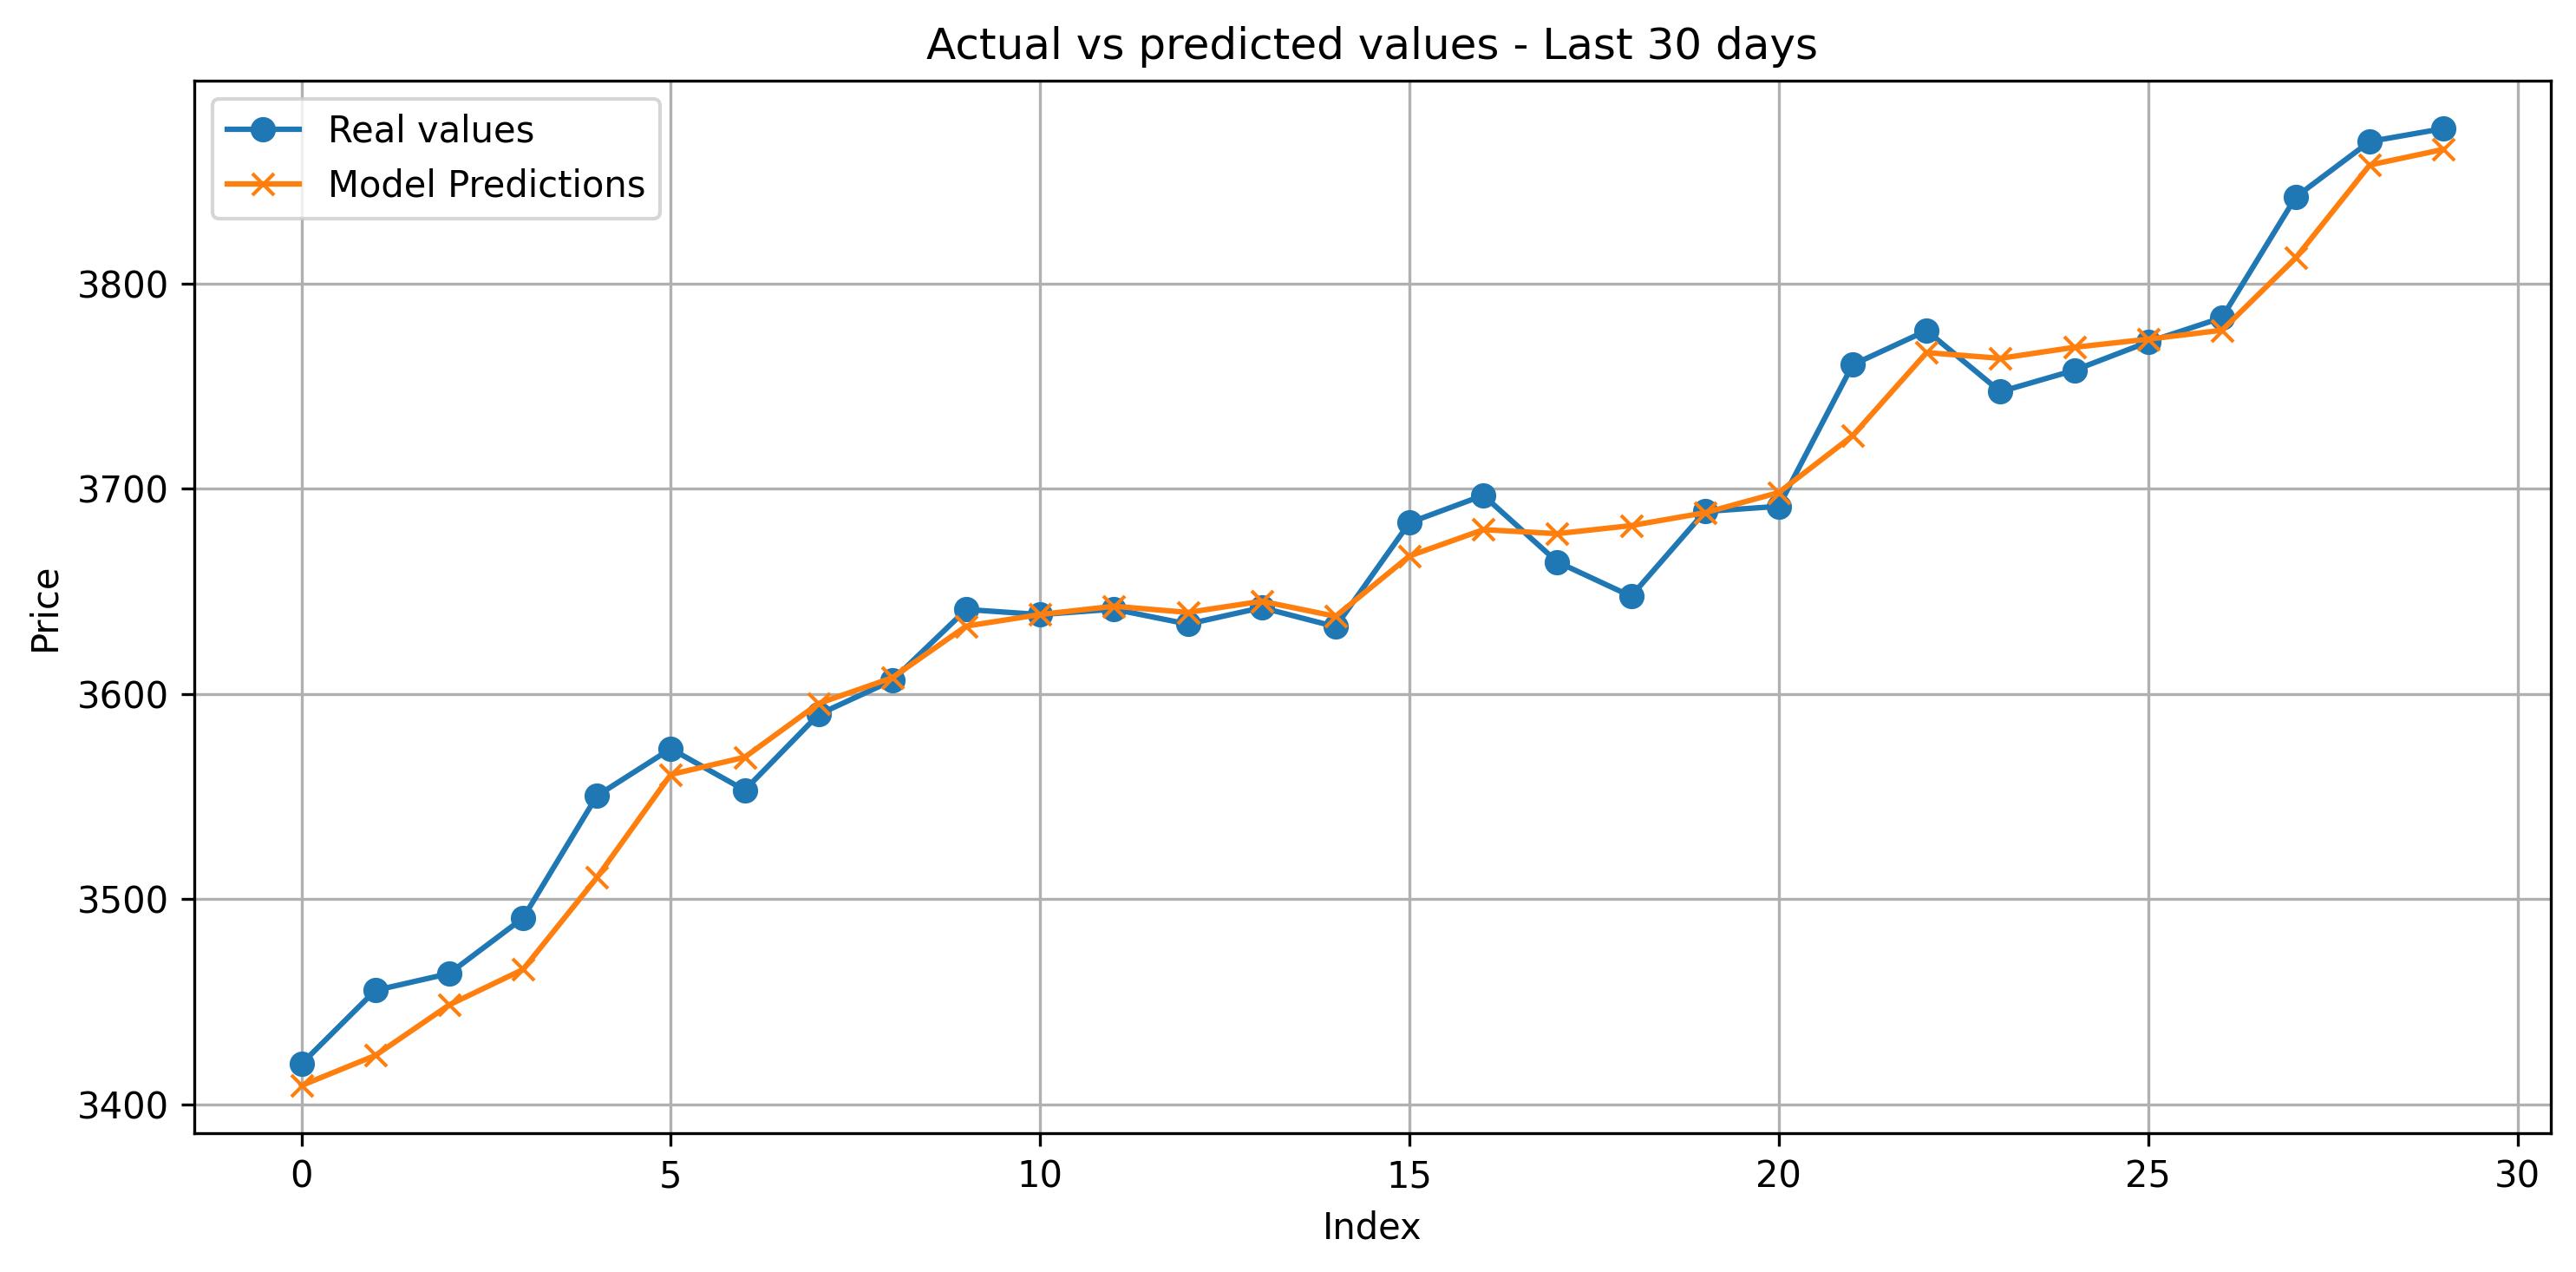 Actual vs predicted values - Last 30 days
Real values
Model Predictions
3800
3700
3600
3500
3400
Price
0 5 10 15 20 25 30
Index